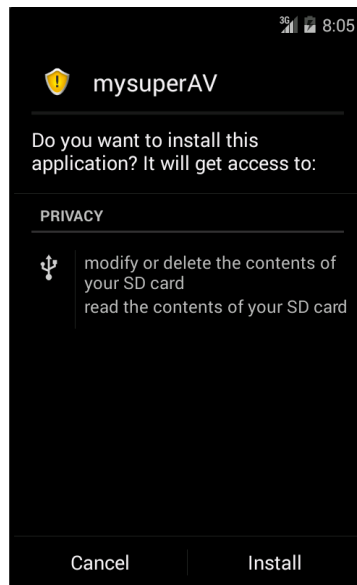 3G 8:05
mysuperAV
Do you want to install this
application? It will get access to:
PRIVACY
modify or delete the contents of
your SD card
read the contents of your SD card
Cancel Install